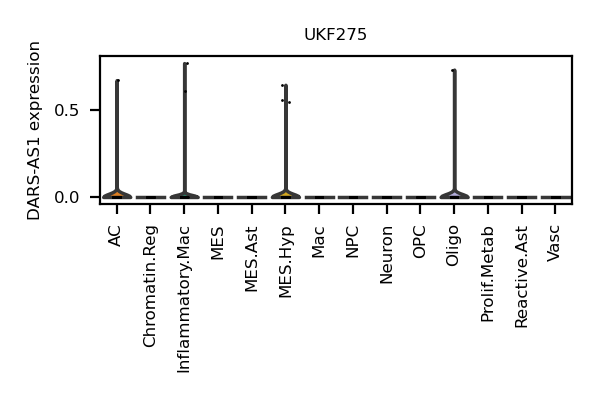 UKF275
DARS-AS1 expression
0.5
0.0
AC
Chromatin.Reg
Inflammatory.Mac
MES
MES.Ast
MES.Hyp
Mac
NPC
Neuron
OPC
Oligo
Prolif.Metab
Reactive.Ast
Vasc